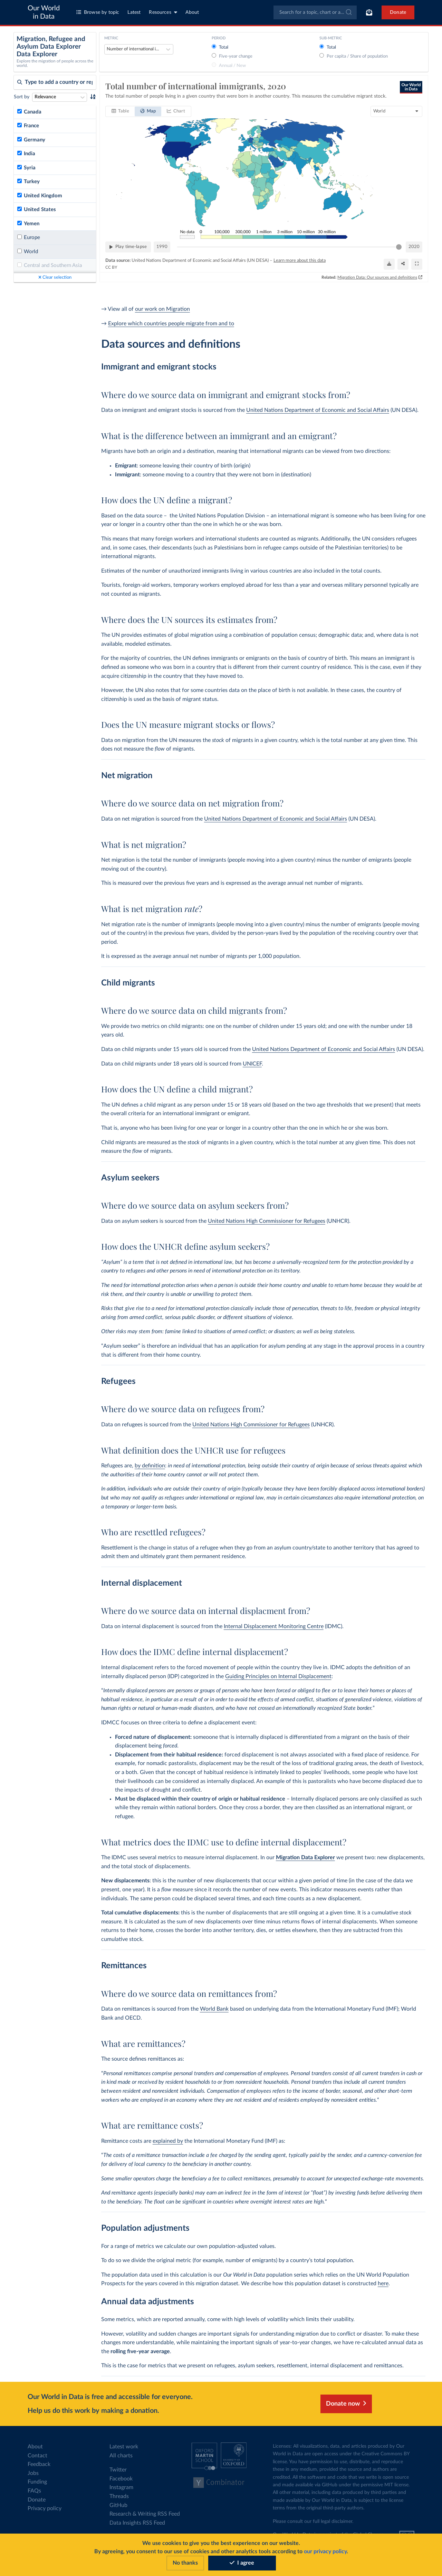 Our World
in Data
Browse by topic
Latest
Resources
About
Search for a topic, chart or a...
Donate
Migration, Refugee and
Asylum Data Explorer
Data Explorer
Explore the migration of people across the
world.
Type to add a country or reg
Sort by
Relevance
Canada
France
Germany
India
Syria
Turkey
United Kingdom
United States
Yemen
Europe
World
Central and Southern Asia
Clear selection
METRIC
Number of international i...
PERIOD
Total
Five-year change
Annual / New
SUB-METRIC
Total
Per capita / Share of population
Total number of international immigrants, 2020
The total number of people living in a given country that were born in another country. This measures the total migrant stock.
Our World
in Data
Table
Map
Chart
World
No data
0
100,000
300,000
1 million
3 million
10 million
30 million
Play time-lapse
1990
2020
Data source: United Nations Department of Economic and Social Affairs (UN DESA) – Learn more about this data
CC BY
Related: Migration Data: Our sources and definitions
→ View all of our work on Migration
→ Explore which countries people migrate from and to
Data sources and definitions
Immigrant and emigrant stocks
Where do we source data on immigrant and emigrant stocks from?
Data on immigrant and emigrant stocks is sourced from the United Nations Department of Economic and Social Affairs (UN DESA).
What is the difference between an immigrant and an emigrant?
Migrants have both an origin and a destination, meaning that international migrants can be viewed from two directions:
Emigrant: someone leaving their country of birth (origin)
Immigrant: someone moving to a country that they were not born in (destination)
How does the UN define a migrant?
Based on the data source – the United Nations Population Division – an international migrant is someone who has been living for one
year or longer in a country other than the one in which he or she was born.
This means that many foreign workers and international students are counted as migrants. Additionally, the UN considers refugees
and, in some cases, their descendants (such as Palestinians born in refugee camps outside of the Palestinian territories) to be
international migrants.
Estimates of the number of unauthorized immigrants living in various countries are also included in the total counts.
Tourists, foreign-aid workers, temporary workers employed abroad for less than a year and overseas military personnel typically are
not counted as migrants.
Where does the UN sources its estimates from?
The UN provides estimates of global migration using a combination of population census; demographic data; and, where data is not
available, modeled estimates.
For the majority of countries, the UN defines immigrants or emigrants on the basis of country of birth. This means an immigrant is
defined as someone who was born in a country that is different from their current country of residence. This is the case, even if they
acquire citizenship in the country that they have moved to.
However, the UN also notes that for some countries data on the place of birth is not available. In these cases, the country of
citizenship is used as the basis of migrant status.
Does the UN measure migrant stocks or flows?
Data on migration from the UN measures the stock of migrants in a given country, which is the total number at any given time. This
does not measure the flow of migrants.
Net migration
Where do we source data on net migration from?
Data on net migration is sourced from the United Nations Department of Economic and Social Affairs (UN DESA).
What is net migration?
Net migration is the total number of immigrants (people moving into a given country) minus the number of emigrants (people
moving out of the country).
This is measured over the previous five years and is expressed as the average annual net number of migrants.
What is net migration rate?
Net migration rate is the number of immigrants (people moving into a given country) minus the number of emigrants (people moving
out of the country) in the previous five years, divided by the person-years lived by the population of the receiving country over that
period.
It is expressed as the average annual net number of migrants per 1,000 population.
Child migrants
Where do we source data on child migrants from?
We provide two metrics on child migrants: one on the number of children under 15 years old; and one with the number under 18
years old.
Data on child migrants under 15 years old is sourced from the United Nations Department of Economic and Social Affairs (UN DESA).
Data on child migrants under 18 years old is sourced from UNICEF.
How does the UN define a child migrant?
The UN defines a child migrant as any person under 15 or 18 years old (based on the two age thresholds that we present) that meets
the overall criteria for an international immigrant or emigrant.
That is, anyone who has been living for one year or longer in a country other than the one in which he or she was born.
Child migrants are measured as the stock of migrants in a given country, which is the total number at any given time. This does not
measure the flow of migrants.
Asylum seekers
Where do we source data on asylum seekers from?
Data on asylum seekers is sourced from the United Nations High Commissioner for Refugees (UNHCR).
How does the UNHCR define asylum seekers?
"Asylum" is a term that is not defined in international law, but has become a universally-recognized term for the protection provided by a
country to refugees and other persons in need of international protection on its territory.
The need for international protection arises when a person is outside their home country and unable to return home because they would be at
risk there, and their country is unable or unwilling to protect them.
Risks that give rise to a need for international protection classically include those of persecution, threats to life, freedom or physical integrity
arising from armed conflict, serious public disorder, or different situations of violence.
Other risks may stem from: famine linked to situations of armed conflict; or disasters; as well as being stateless.
"Asylum seeker" is therefore an individual that has an application for asylum pending at any stage in the approval process in a country
that is different from their home country.
Refugees
Where do we source data on refugees from?
Data on refugees is sourced from the United Nations High Commissioner for Refugees (UNHCR).
What definition does the UNHCR use for refugees
Refugees are, by definition: in need of international protection, being outside their country of origin because of serious threats against which
the authorities of their home country cannot or will not protect them.
In addition, individuals who are outside their country of origin (typically because they have been forcibly displaced across international borders)
but who may not qualify as refugees under international or regional law, may in certain circumstances also require international protection, on
a temporary or longer-term basis.
Who are resettled refugees?
Resettlement is the change in status of a refugee when they go from an asylum country/state to another territory that has agreed to
admit them and ultimately grant them permanent residence.
Internal displacement
Where do we source data on internal displacment from?
Data on internal displacement is sourced from the Internal Displacement Monitoring Centre (IDMC).
How does the IDMC define internal displacement?
Internal displacement refers to the forced movement of people within the country they live in. IDMC adopts the definition of an
internally displaced person (IDP) categorized in the Guiding Principles on Internal Displacement:
"Internally displaced persons are persons or groups of persons who have been forced or obliged to flee or to leave their homes or places of
habitual residence, in particular as a result of or in order to avoid the effects of armed conflict, situations of generalized violence, violations of
human rights or natural or human-made disasters, and who have not crossed an internationally recognized State border."
IDMCC focuses on three criteria to define a displacement event:
Forced nature of displacement: someone that is internally displaced is differentiated from a migrant on the basis of their
displacement being forced.
Displacement from their habitual residence: forced displacement is not always associated with a fixed place of residence. For
example, for nomadic pastoralists, displacement may be the result of the loss of traditional grazing areas, the death of livestock,
or a both. Given that the concept of habitual residence is intimately linked to peoples' livelihoods, some people who have lost
their livelihoods can be considered as internally displaced. An example of this is pastoralists who have become displaced due to
the impacts of drought and conflict.
Must be displaced within their country of origin or habitual residence – Internally displaced persons are only classified as such
while they remain within national borders. Once they cross a border, they are then classified as an international migrant, or
refugee.
What metrics does the IDMC use to define internal displacement?
The IDMC uses several metrics to measure internal displacement. In our Migration Data Explorer we present two: new displacements,
and the total stock of displacements.
New displacements: this is the number of new displacements that occur within a given period of time (in the case of the data we
present, one year). It is a flow measure since it records the number of new events. This indicator measures events rather than
individuals. The same person could be displaced several times, and each time counts as a new displacement.
Total cumulative displacements: this is the number of displacements that are still ongoing at a given time. It is a stock cumulative
measure. It is calculated as the sum of new displacements over time minus returns flows of internal displacements. When someone
returns to their home, crosses the border into another territory, dies, or settles elsewhere, then they are subtracted from this
cumulative stock.
Remittances
Where do we source data on remittances from?
Data on remittances is sourced from the World Bank based on underlying data from the International Monetary Fund (IMF); World
Bank and OECD.
What are remittances?
The source defines remittances as:
"Personal remittances comprise personal transfers and compensation of employees. Personal transfers consist of all current transfers in cash or
in kind made or received by resident households to or from nonresident households. Personal transfers thus include all current transfers
between resident and nonresident individuals. Compensation of employees refers to the income of border, seasonal, and other short-term
workers who are employed in an economy where they are not resident and of residents employed by nonresident entities."
What are remittance costs?
Remittance costs are explained by the International Monetary Fund (IMF) as:
"The costs of a remittance transaction include a fee charged by the sending agent, typically paid by the sender, and a currency-conversion fee
for delivery of local currency to the beneficiary in another country.
Some smaller operators charge the beneficiary a fee to collect remittances, presumably to account for unexpected exchange-rate movements.
And remittance agents (especially banks) may earn an indirect fee in the form of interest (or "float") by investing funds before delivering them
to the beneficiary. The float can be significant in countries where overnight interest rates are high."
Population adjustments
For a range of metrics we calculate our own population-adjusted values.
To do so we divide the original metric (for example, number of emigrants) by a country's total population.
The population data used in this calculation is our Our World in Data population series which relies on the UN World Population
Prospects for the years covered in this migration dataset. We describe how this population dataset is constructed here.
Annual data adjustments
Some metrics, which are reported annually, come with high levels of volatility which limits their usability.
However, volatility and sudden changes are important signals for understanding migration due to conflict or disaster. To make these
changes more understandable, while maintaining the important signals of year-to-year changes, we have re-calculated annual data as
the rolling five-year average.
This is the case for metrics that we present on refugees, asylum seekers, resettlement, internal displacement and remittances.
Our World in Data is free and accessible for everyone.
Help us do this work by making a donation.
Donate now
About
Contact
Feedback
Jobs
Funding
FAQs
Donate
Privacy policy
Latest work
All charts
Twitter
Facebook
Instagram
Threads
GitHub
Research & Writing RSS Feed
Data Insights RSS Feed
OXFORD
MARTIN
SCHOOL
UNIVERSITY OF
OXFORD
Y Combinator
Licenses: All visualizations, data, and articles produced by Our
World in Data are open access under the Creative Commons BY
license. You have permission to use, distribute, and reproduce
these in any medium, provided the source and authors are
credited. All the software and code that we write is open source
and made available via GitHub under the permissive MIT license.
All other material, including data produced by third parties and
made available by Our World in Data, is subject to the license
terms from the original third-party authors.
Please consult our full legal disclaimer.
We use cookies to give you the best experience on our website.
By agreeing, you consent to our use of cookies and other analytics tools according to our privacy policy.
No thanks
I agree